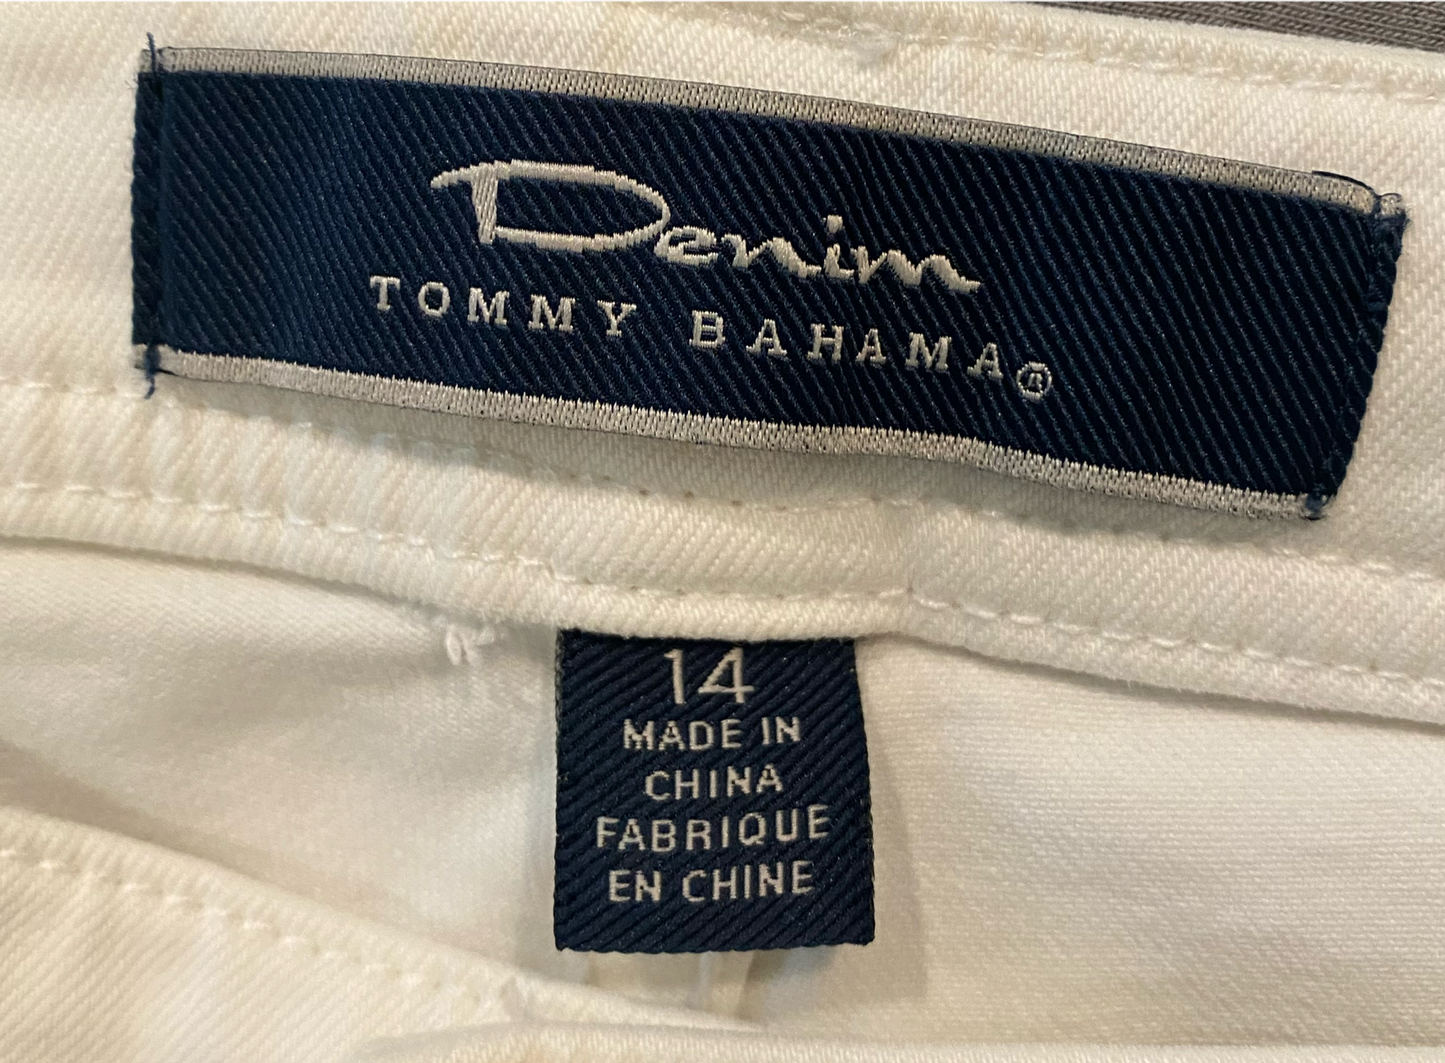 Denim
TOMMY BAHAMA®
14
MADE IN
CHINA
FABRIQUE
EN CHINE